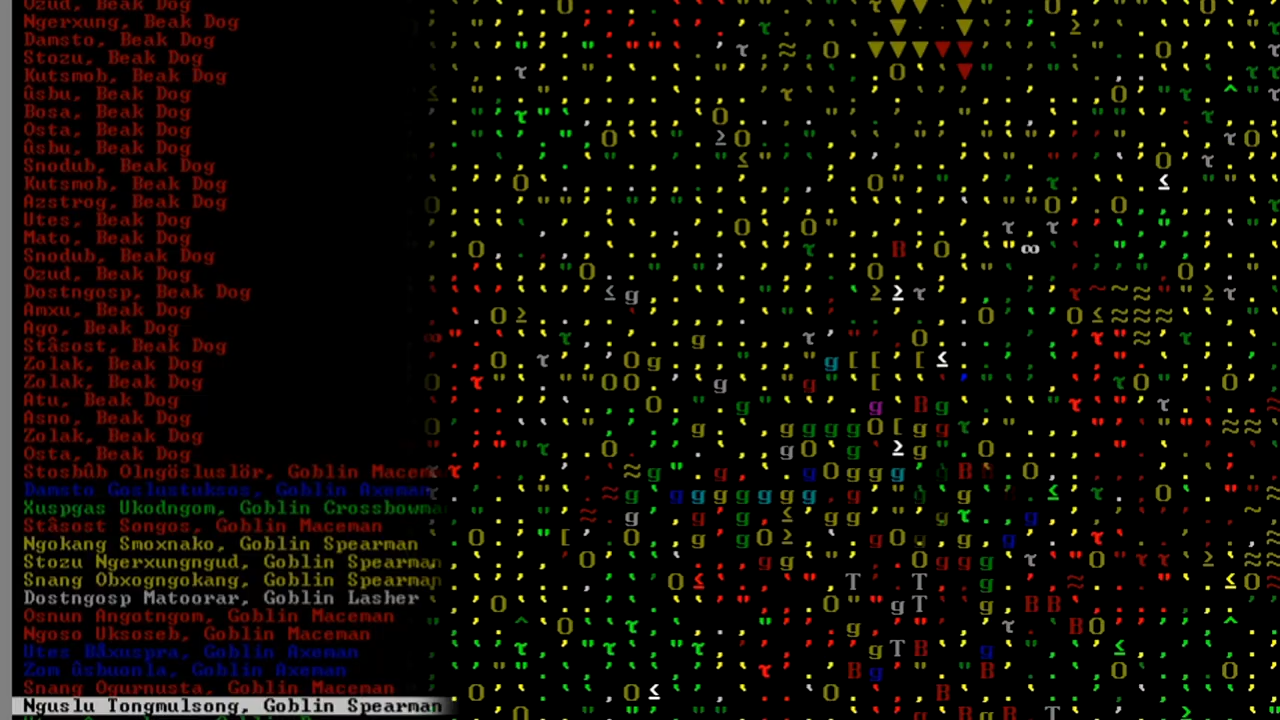 Ozud, Beak Dog
Ngerxung, Beak Dog
Damsto, Beak Dog
Stozu, Beak Dog
Kutsmob, Beak Dog
ûsbu, Beak Dog
Bosa, Beak Dog
Osta, Beak Dog
ûsbu, Beak Dog
Snodub, Beak Dog
Kutsmob, Beak Dog
Azstrog, Beak Dog
Utes, Beak Dog
Mato, Beak Dog
Snodub, Beak Dog
Ozud, Beak Dog
Dostngosp, Beak Dog
Amxu, Beak Dog
Ago, Beak Dog
Stâsost, Beak Dog
Zolak, Beak Dog
Zolak, Beak Dog
Atu, Beak Dog
Asno, Beak Dog
Zolak, Beak Dog
Osta, Beak Dog
Stosbûb Olngösluslör, Goblin Macem
Damsto Goslustuksos, Goblin Axeman
Xuspgas Ukodngom, Goblin Crossbowma
Stâsost Songos, Goblin Maceman
Ngokang Smoxnako, Goblin Spearman
Stozu Ngerxungngud, Goblin Spearman
Snang Obxogngokang, Goblin Spearman
Dostngosp Matoorar, Goblin Lasher
Osnun Angotngom, Goblin Maceman
Ngoso Uksoseb, Goblin Maceman
Utes Goblin Axeman
Zom ûsbuonla, Goblin Axeman
Snang Ogurnusta, Goblin Maceman
Nguslu Tongmulsong, Goblin Spearman